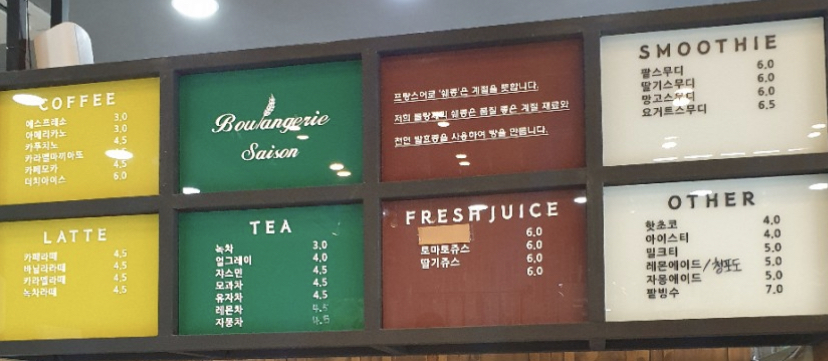 COFFEE
에스프레소 3,0
아메리카노 3,0
카푸치노 4,5
카라멜마끼아또 4,5
카페모카 4,5
더치아이스 6,0
Boulangerie
Saison
프랑스어로 '쉐종'은 계절을 뜻합니다.
저희 블랑제리 쉐종은 품질 좋은 계절 재료와
천연 발효종을 사용하여 빵을 만듭니다.
SMOOTHIE
팥스무디 6,0
딸기스무디 6,0
망고스무디 6,0
요거트스무디 6,5
LATTE
카페라떼 4,5
바닐라라떼 4,5
카라멜라떼 4,5
녹차라떼 4,5
TEA
녹차 3,0
얼그레이 4,0
자스민 4,5
모과차 4,5
유자차 4,5
레몬차 4,5
자몽차 4,5
FRESH JUICE
6,0
토마토쥬스 6,0
딸기쥬스 6,0
6,0
OTHER
핫초코 4,0
아이스티 4,0
밀크티 5,0
레몬에이드/청포도 5,0
자몽에이드 5,0
팥빙수 7,0